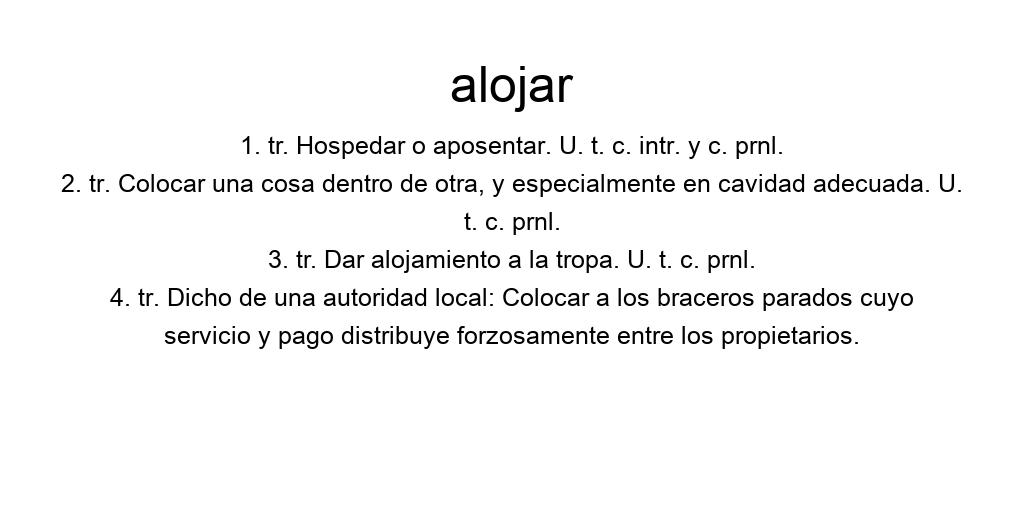 alojar
1. tr. Hospedar o aposentar. U. t. c. intr. y c. prnl.
2. tr. Colocar una cosa dentro de otra, y especialmente en cavidad adecuada. U.
t. c. prnl.
3. tr. Dar alojamiento a la tropa. U. t. c. prnl.
4. tr. Dicho de una autoridad local: Colocar a los braceros parados cuyo
servicio y pago distribuye forzosamente entre los propietarios.